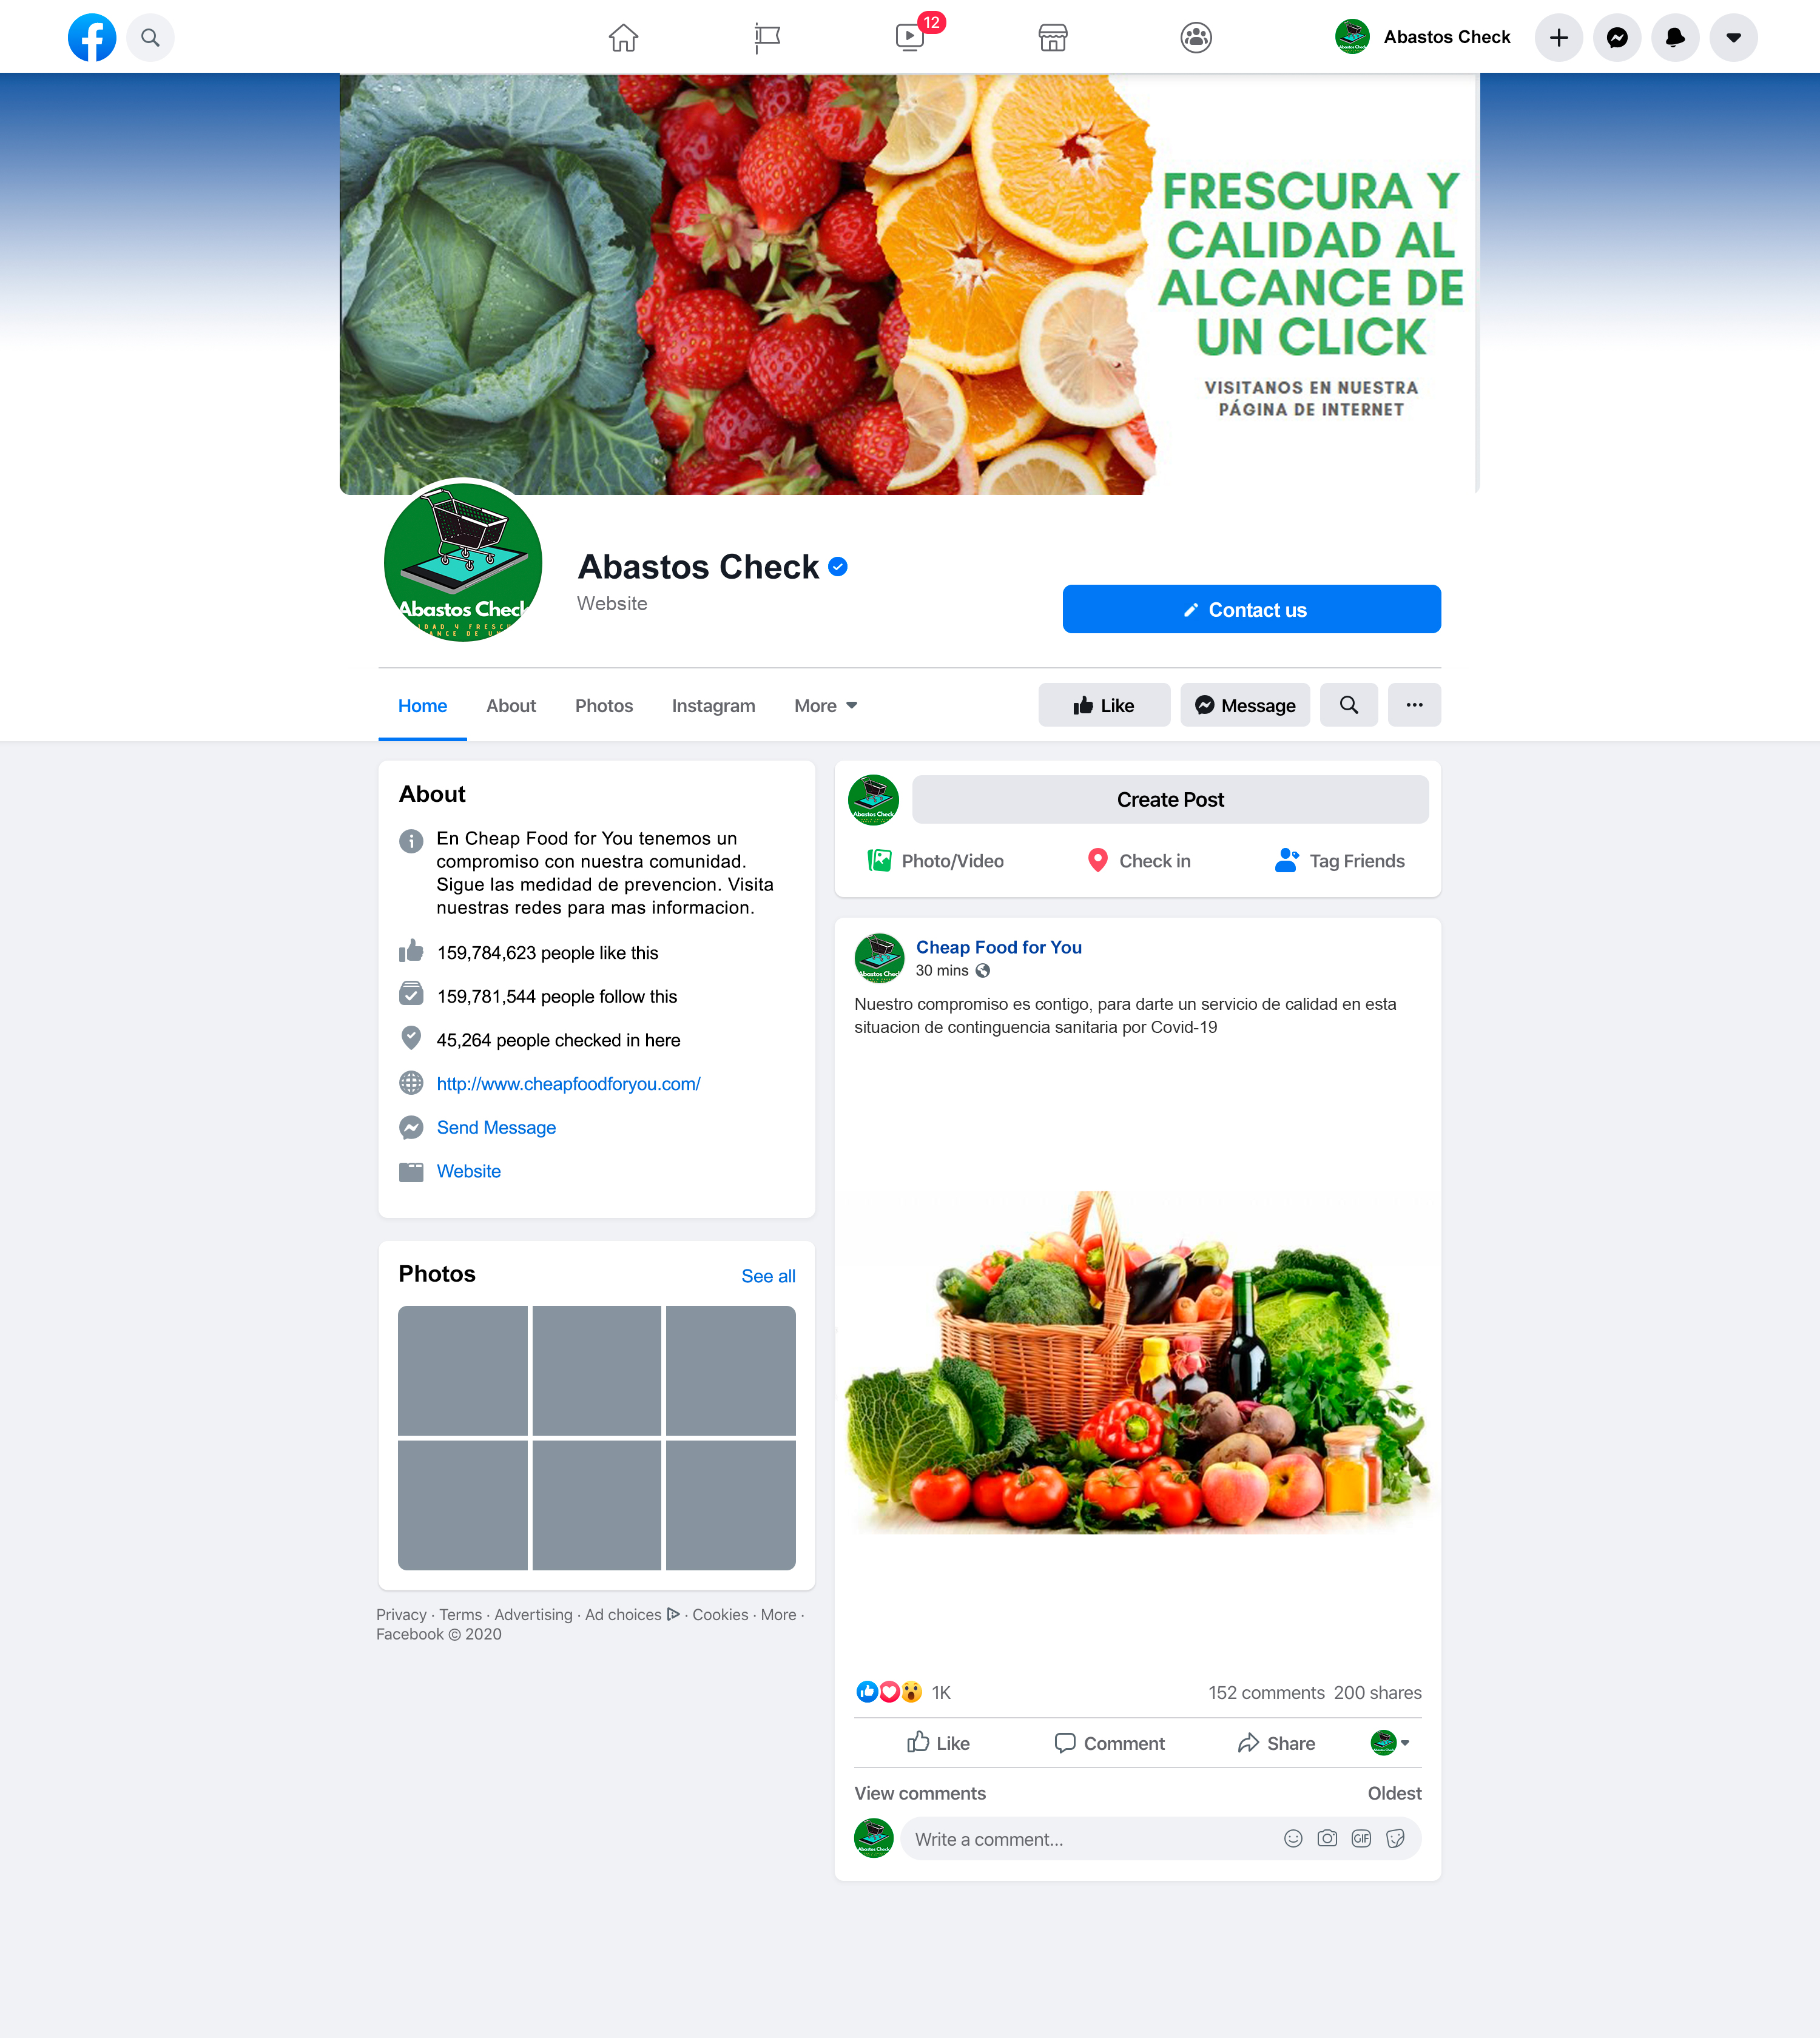 12
Abastos Check
FRESCURA Y
CALIDAD AL
ALCANCE DE
UN CLICK
VISITANOS EN NUESTRA
PÁGINA DE INTERNET
Abastos Check
Abastos Check
Website
Contact us
Home About Photos Instagram More
Like Message
About
En Cheap Food for You tenemos un
compromiso con nuestra comunidad.
Sigue las medidad de prevencion. Visita
nuestras redes para mas informacion.
159,784,623 people like this
159,781,544 people follow this
45,264 people checked in here
http://www.cheapfoodforyou.com/
Send Message
Website
Photos See all
Privacy · Terms · Advertising · Ad choices · Cookies · More ·
Facebook © 2020
Create Post
Photo/Video Check in Tag Friends
Cheap Food for You
30 mins
Nuestro compromiso es contigo, para darte un servicio de calidad en esta
situacion de continguencia sanitaria por Covid-19
1K 152 comments 200 shares
Like Comment Share
View comments Oldest
Write a comment... GIF